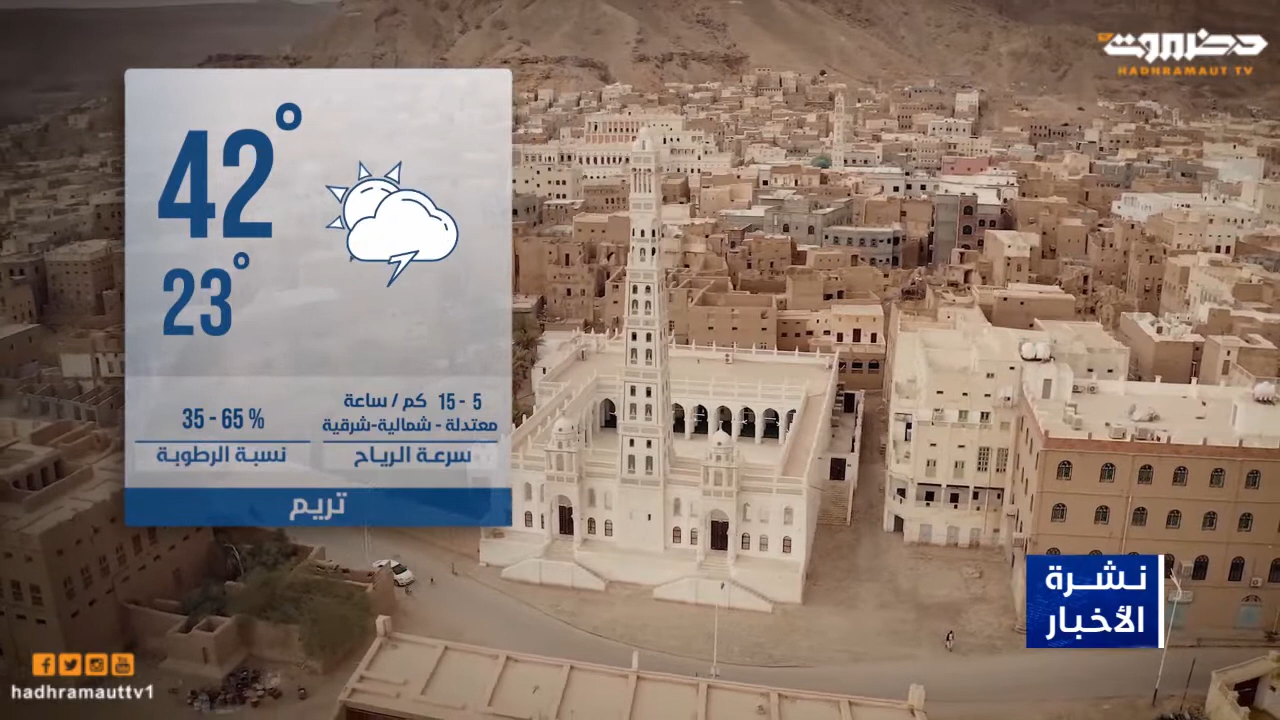 حضرموت
HADHRAMAUT TV
42°
23°
5 - 15 كم / ساعة
معتدلة - شمالية-شرقية
سرعة الرياح
35 - 65 %
نسبة الرطوبة
تريم
نشرة
الأخبار
hadhramauttv1